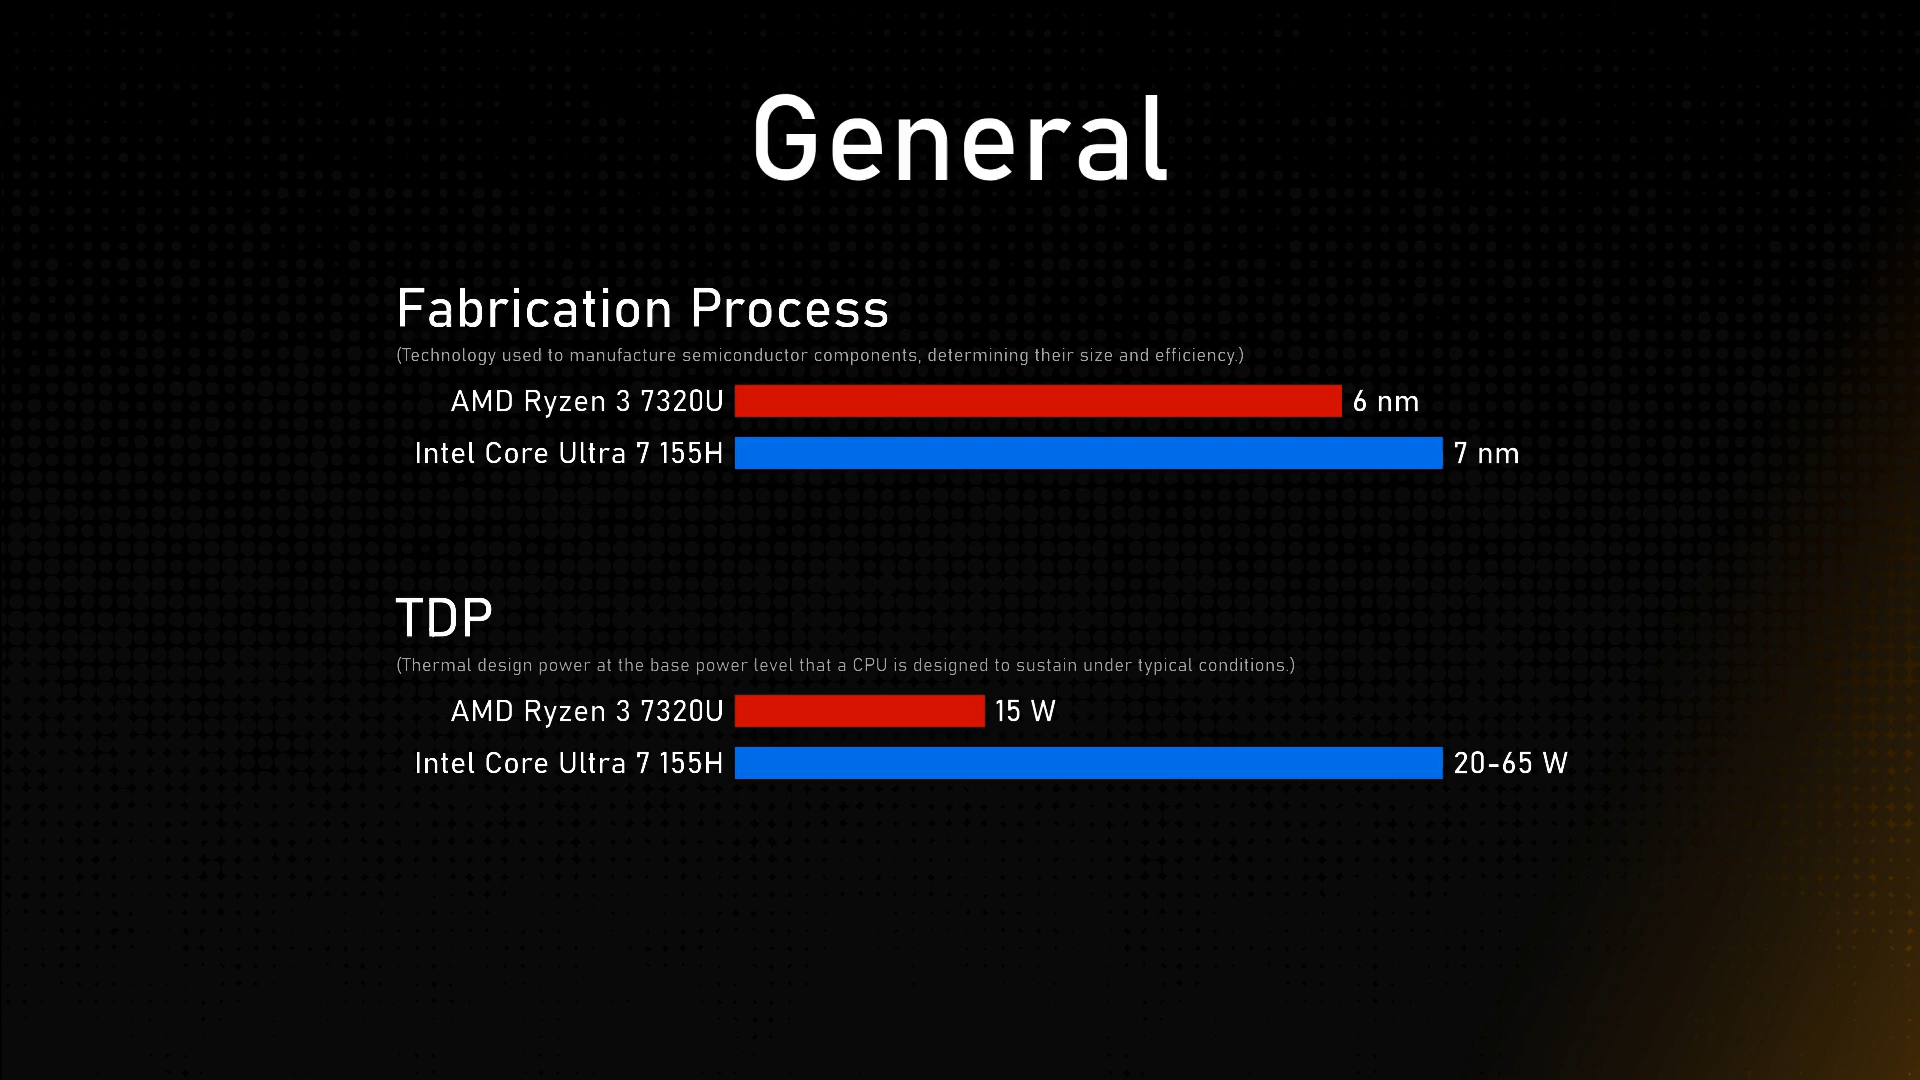 General
Fabrication Process
(Technology used to manufacture semiconductor components, determining their size and efficiency.)
AMD Ryzen 3 7320U 6 nm
Intel Core Ultra 7 155H 7 nm
TDP
(Thermal design power at the base power level that a CPU is designed to sustain under typical conditions.)
AMD Ryzen 3 7320U 15 W
Intel Core Ultra 7 155H 20-65 W